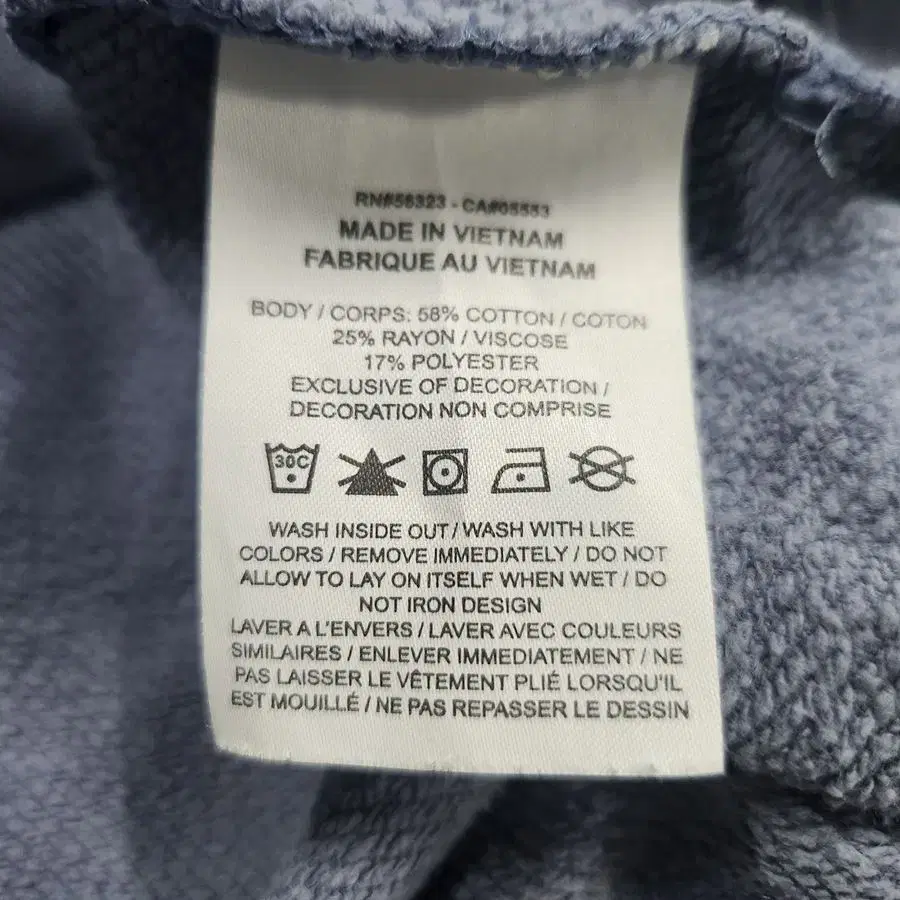 RN#56323 - CA#05553
MADE IN VIETNAM
FABRIQUE AU VIETNAM
BODY / CORPS: 58% COTTON / COTON
25% RAYON / VISCOSE
17% POLYESTER
EXCLUSIVE OF DECORATION /
DECORATION NON COMPRISE
30C
WASH INSIDE OUT / WASH WITH LIKE
COLORS / REMOVE IMMEDIATELY / DO NOT
ALLOW TO LAY ON ITSELF WHEN WET / DO
NOT IRON DESIGN
LAVER A L'ENVERS / LAVER AVEC COULEURS
SIMILAIRES / ENLEVER IMMEDIATEMENT / NE
PAS LAISSER LE VÊTEMENT PLIÉ LORSQU'IL
EST MOUILLÉ / NE PAS REPASSER LE DESSIN